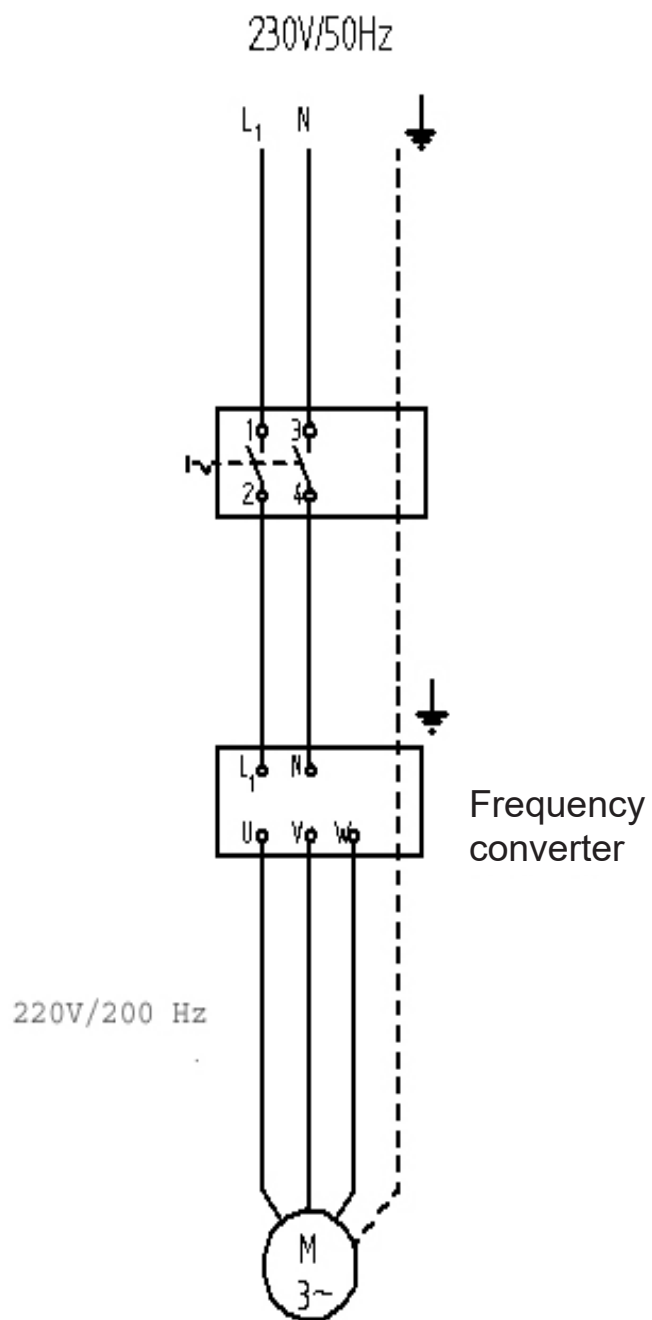 230V/50Hz
L₁ N
1 3
2 4
L₁ N
U V W
Frequency
converter
220V/200 Hz
M
3~